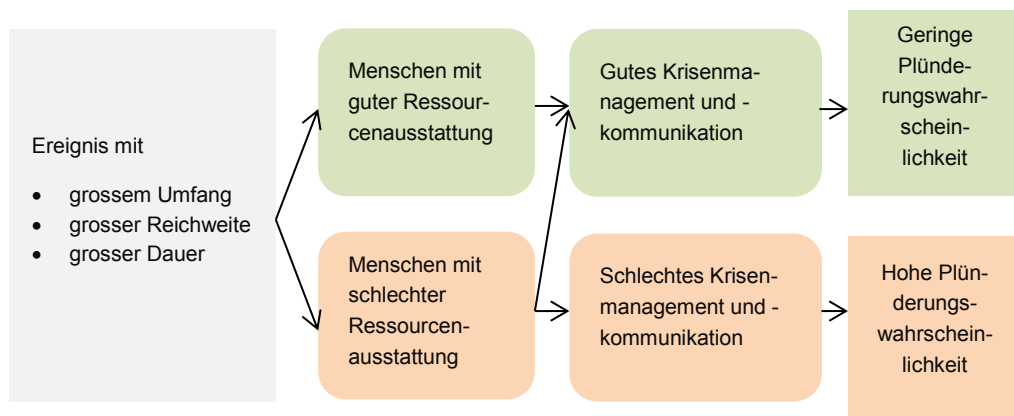 Ereignis mit
• grossem Umfang
• grosser Reichweite
• grosser Dauer
Menschen mit
guter Ressour-
cenausstattung
Gutes Krisenma-
nagement und -
kommunikation
Geringe
Plünde-
rungswahr-
schein-
lichkeit
Menschen mit
schlechter
Ressourcen-
ausstattung
Schlechtes Krisen-
management und -
kommunikation
Hohe Plün-
derungs-
wahrschein-
lichkeit